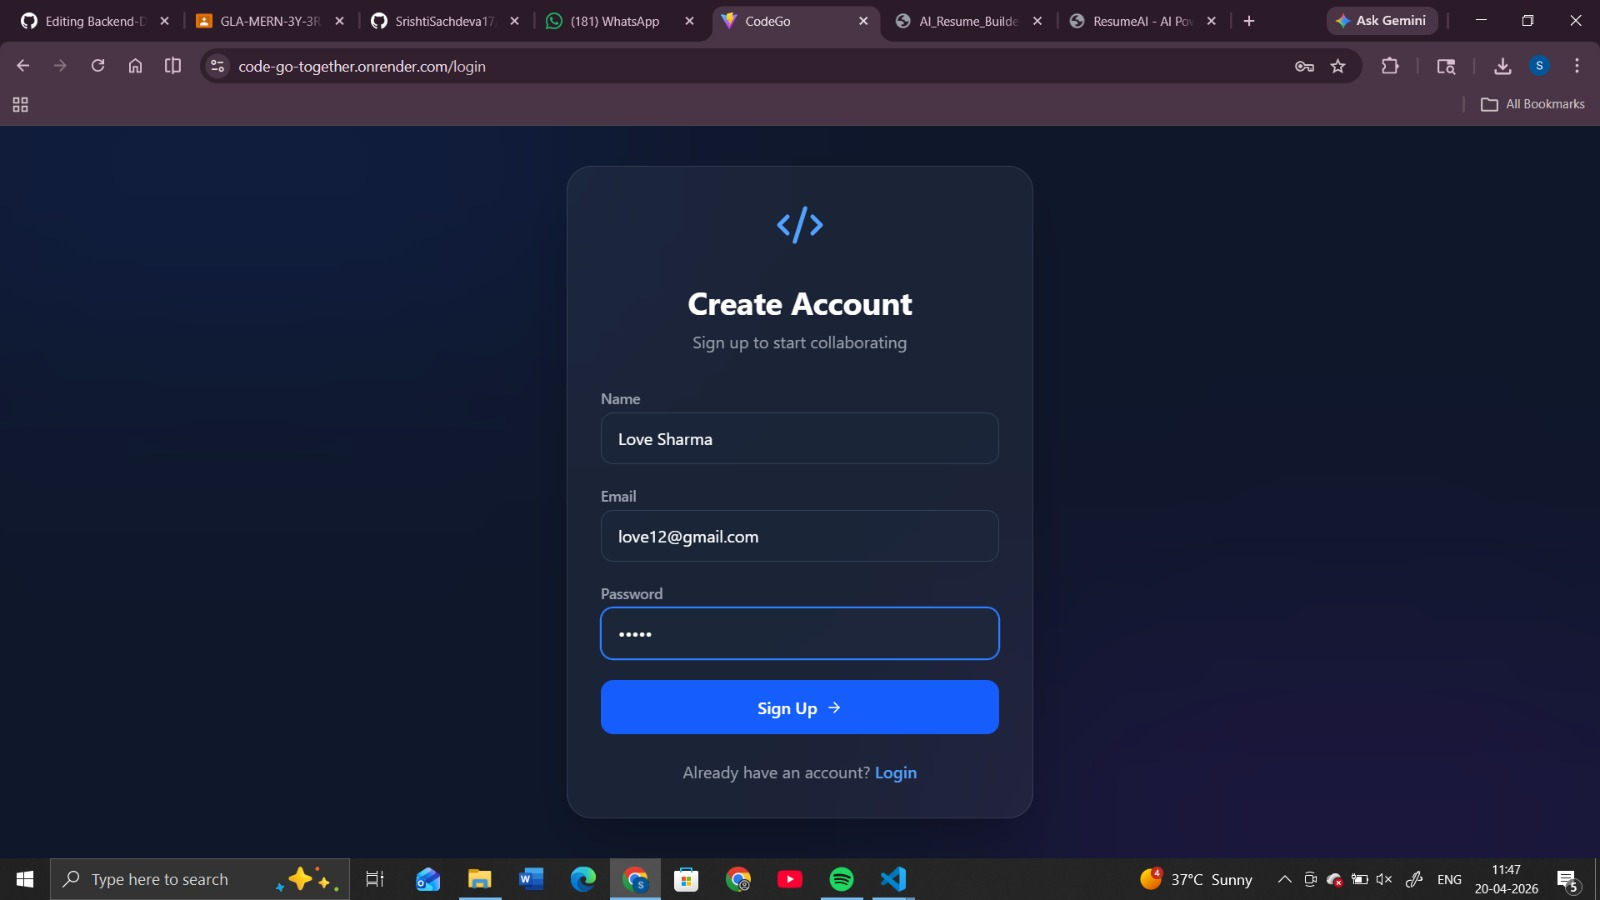 Editing Backend-D
GLA-MERN-3Y-3R
SrishtiSachdeva17
(181) WhatsApp
CodeGo
AI_Resume_Builde
ResumeAI - AI Pow
Ask Gemini
code-go-together.onrender.com/login
S
All Bookmarks
</>
Create Account
Sign up to start collaborating
Name
Love Sharma
Email
love12@gmail.com
Password
•••••
Sign Up →
Already have an account? Login
Type here to search
4
37°C Sunny
ENG
11:47
20-04-2026
5